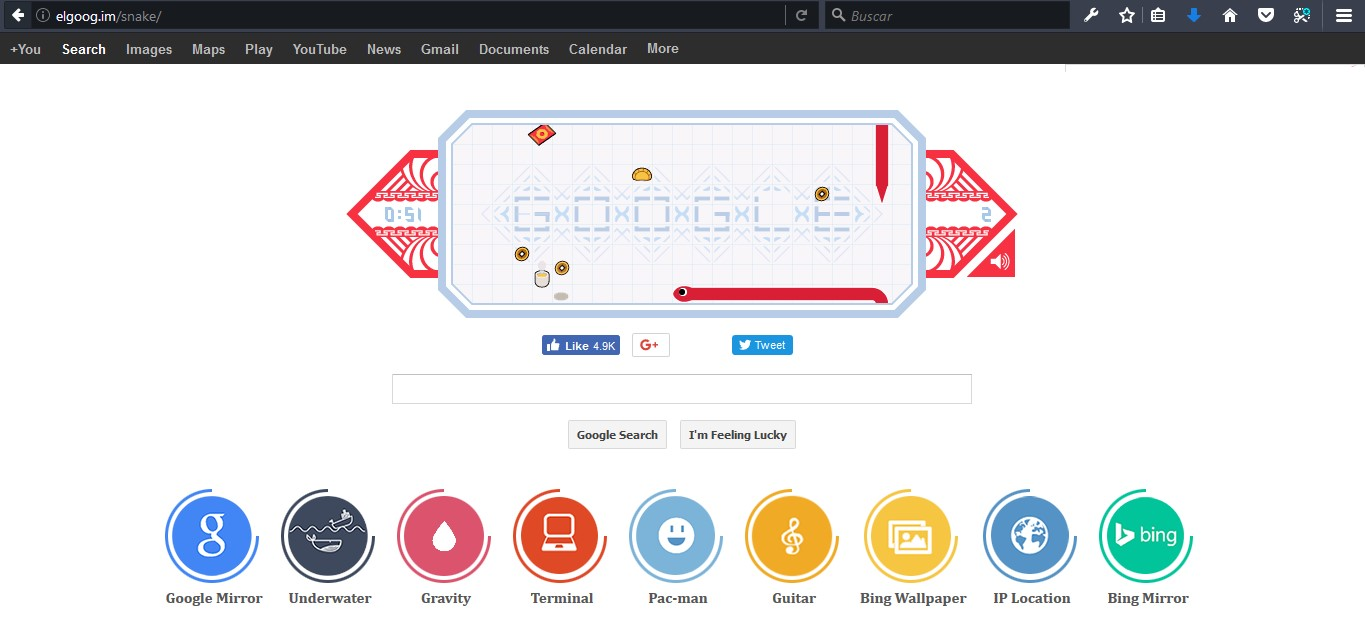 elgoog.im/snake/ Buscar
+You Search Images Maps Play YouTube News Gmail Documents Calendar More
0:51 GOOGLE 2
Like 4.9K G+ Tweet
Google Search I'm Feeling Lucky
g bing
Google Mirror Underwater Gravity Terminal Pac-man Guitar Bing Wallpaper IP Location Bing Mirror